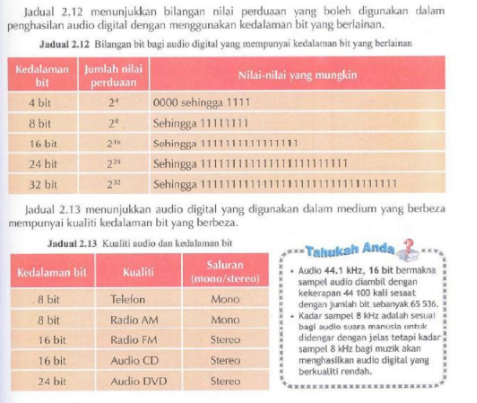 Jadual 2.12 menunjukkan bilangan nilai perduaan yang boleh digunakan dalam
penghasilan audio digital dengan menggunakan kedalaman bit yang berlainan.
Jadual 2.12 Bilangan bit bagi audio digital yang mempunyai kedalaman bit yang berlainan
Kedalaman bit Jumlah nilai perduaan Nilai-nilai yang mungkin
4 bit 2⁴ 0000 sehingga 1111
8 bit 2⁸ Sehingga 11111111
16 bit 2¹⁶ Sehingga 1111111111111111
24 bit 2²⁴ Sehingga 111111111111111111111111
32 bit 2³² Sehingga 11111111111111111111111111111111
Jadual 2.13 menunjukkan audio digital yang digunakan dalam medium yang berbeza
mempunyai kualiti kedalaman bit yang berbeza.
Jadual 2.13 Kualiti audio dan kedalaman bit
Kedalaman bit Kualiti Saluran (mono/stereo)
8 bit Telefon Mono
8 bit Radio AM Mono
16 bit Radio FM Stereo
16 bit Audio CD Stereo
24 bit Audio DVD Stereo
Tahukah Anda
• Audio 44,1 kHz, 16 bit bermakna
sampel audio diambil dengan
kekerapan 44 100 kali sesaat
dengan jumlah bit sebanyak 65 536.
• Kadar sampel 8 kHz adalah sesuai
bagi audio suara manusia untuk
didengar dengan jelas tetapi kadar
sampel 8 kHz bagi muzik akan
menghasilkan audio digital yang
berkualiti rendah.